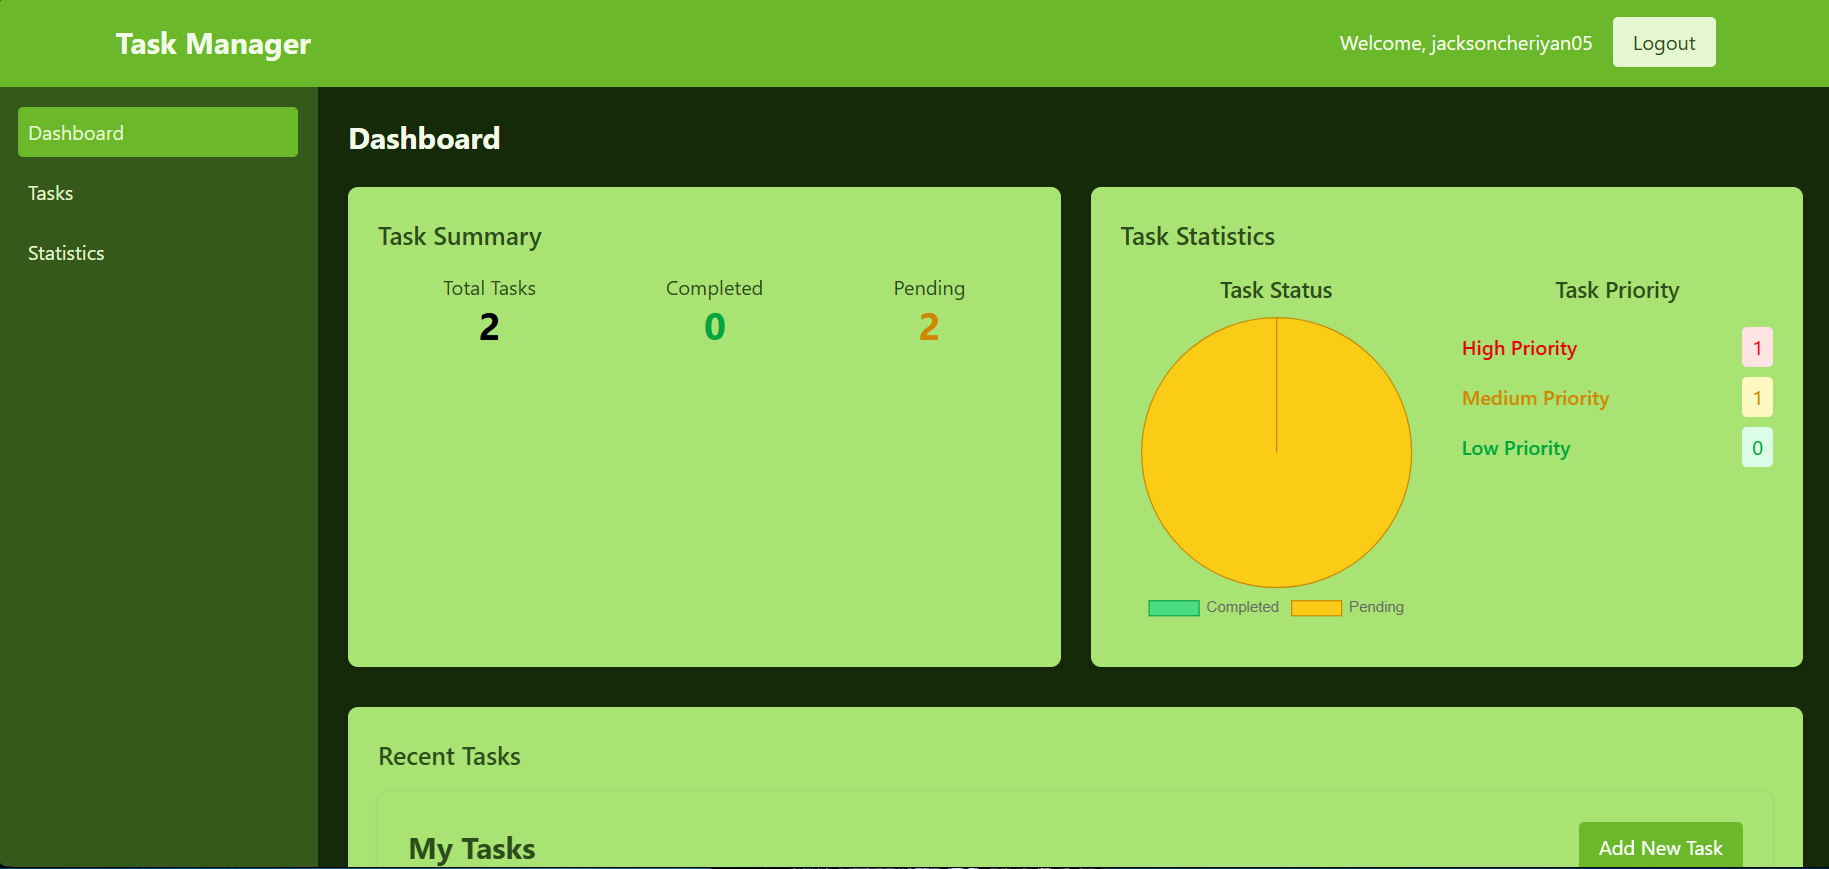 Task Manager
Welcome, jacksoncheriyan05
Logout
Dashboard
Tasks
Statistics
Dashboard
Task Summary
Total Tasks
2
Completed
0
Pending
2
Task Statistics
Task Status
Completed
Pending
Task Priority
High Priority 1
Medium Priority 1
Low Priority 0
Recent Tasks
My Tasks
Add New Task